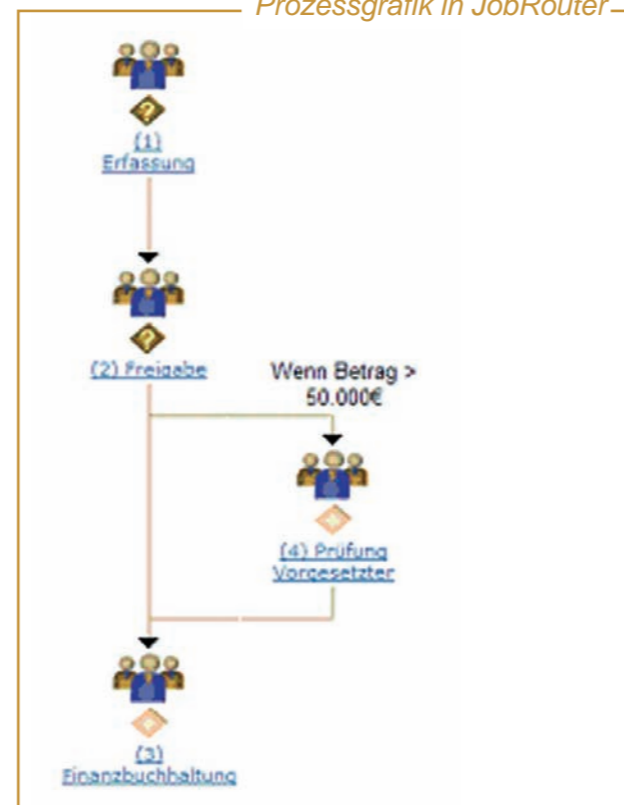 Prozessgrafik in JobRouter
(1)
Erfassung
(2) Freigabe
Wenn Betrag >
50.000€
(4) Prüfung
Vorgesetzter
(3)
Finanzbuchhaltung